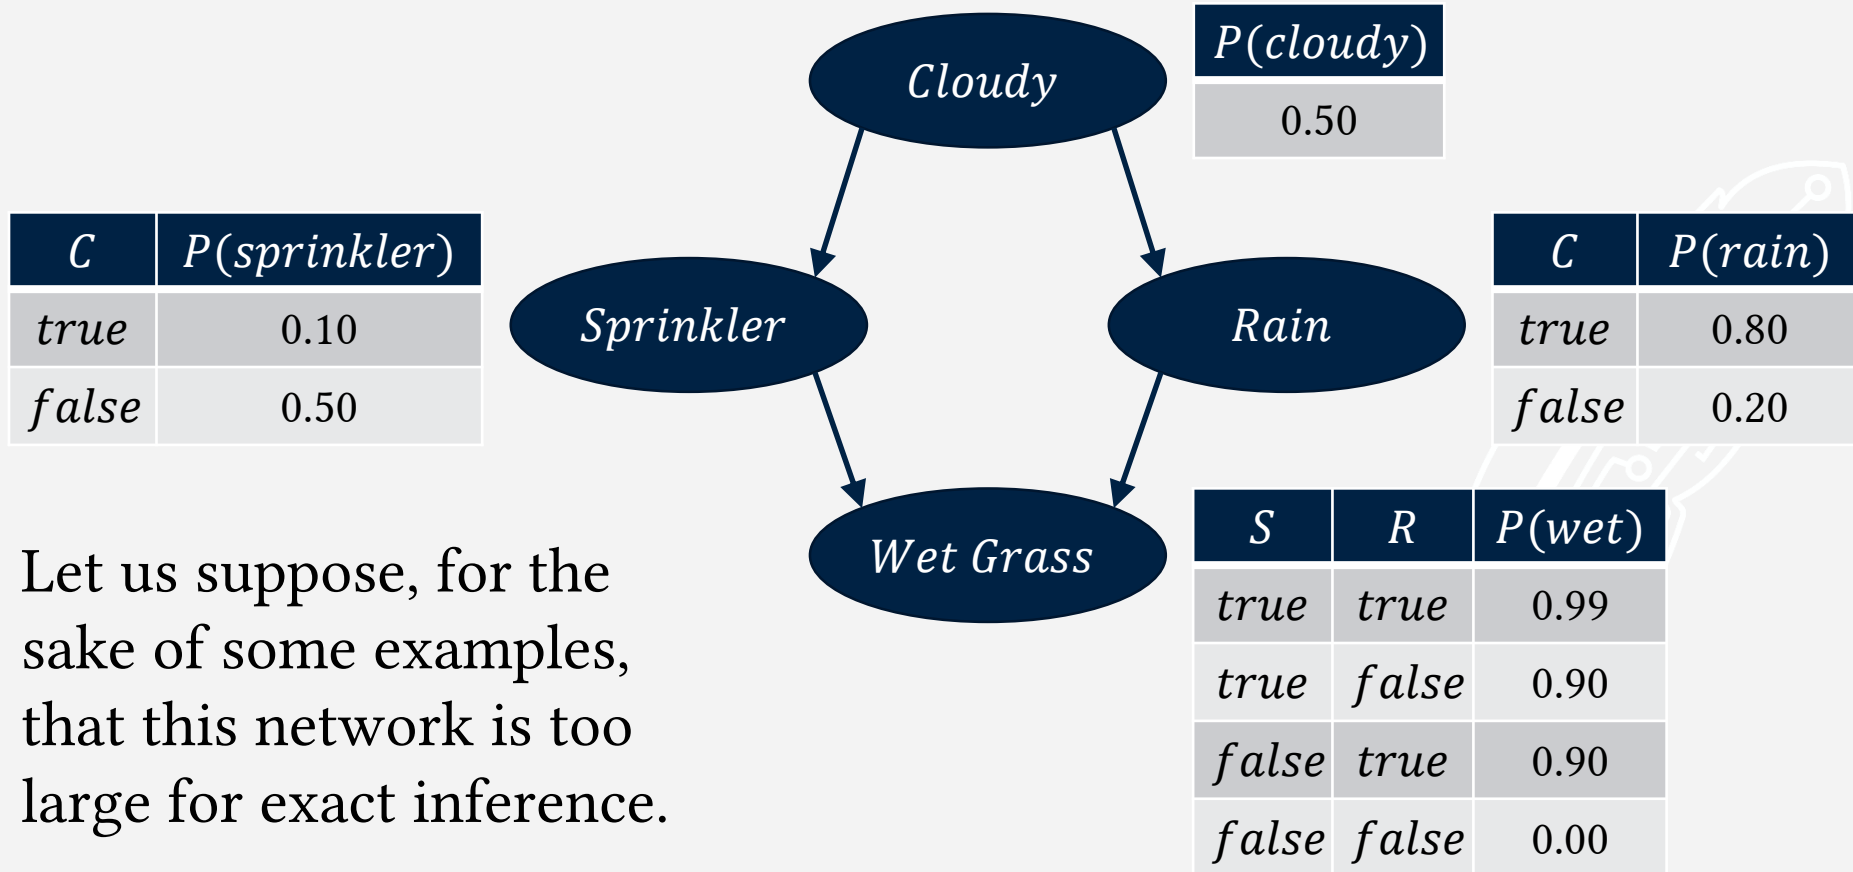 Cloudy
P(cloudy)
0.50
C P(sprinkler)
true 0.10
false 0.50
Sprinkler
Rain
C P(rain)
true 0.80
false 0.20
Wet Grass
S R P(wet)
true true 0.99
true false 0.90
false true 0.90
false false 0.00
Let us suppose, for the
sake of some examples,
that this network is too
large for exact inference.